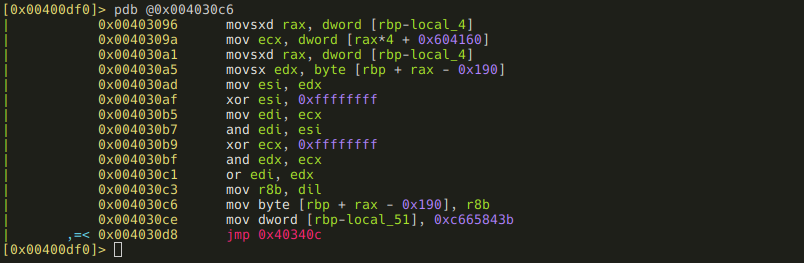 [0x00400df0]> pdb @0x004030c6
| 0x00403096 movsxd rax, dword [rbp-local_4]
| 0x0040309a mov ecx, dword [rax*4 + 0x604160]
| 0x004030a1 movsxd rax, dword [rbp-local_4]
| 0x004030a5 movsx edx, byte [rbp + rax - 0x190]
| 0x004030ad mov esi, edx
| 0x004030af xor esi, 0xffffffff
| 0x004030b5 mov edi, ecx
| 0x004030b7 and edi, esi
| 0x004030b9 xor ecx, 0xffffffff
| 0x004030bf and edx, ecx
| 0x004030c1 or edi, edx
| 0x004030c3 mov r8b, dil
| 0x004030c6 mov byte [rbp + rax - 0x190], r8b
| 0x004030ce mov dword [rbp-local_51], 0xc665843b
| ,=< 0x004030d8 jmp 0x40340c
[0x00400df0]>